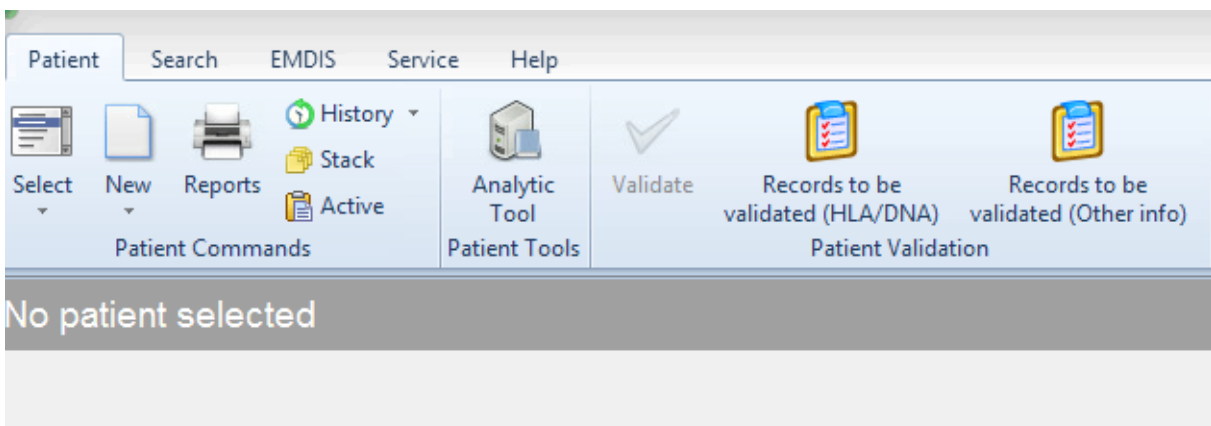 Patient Search EMDIS Service Help
History
Stack
Active
Select New Reports
Analytic
Tool
Validate
Records to be
validated (HLA/DNA)
Records to be
validated (Other info)
Patient Commands Patient Tools Patient Validation
No patient selected